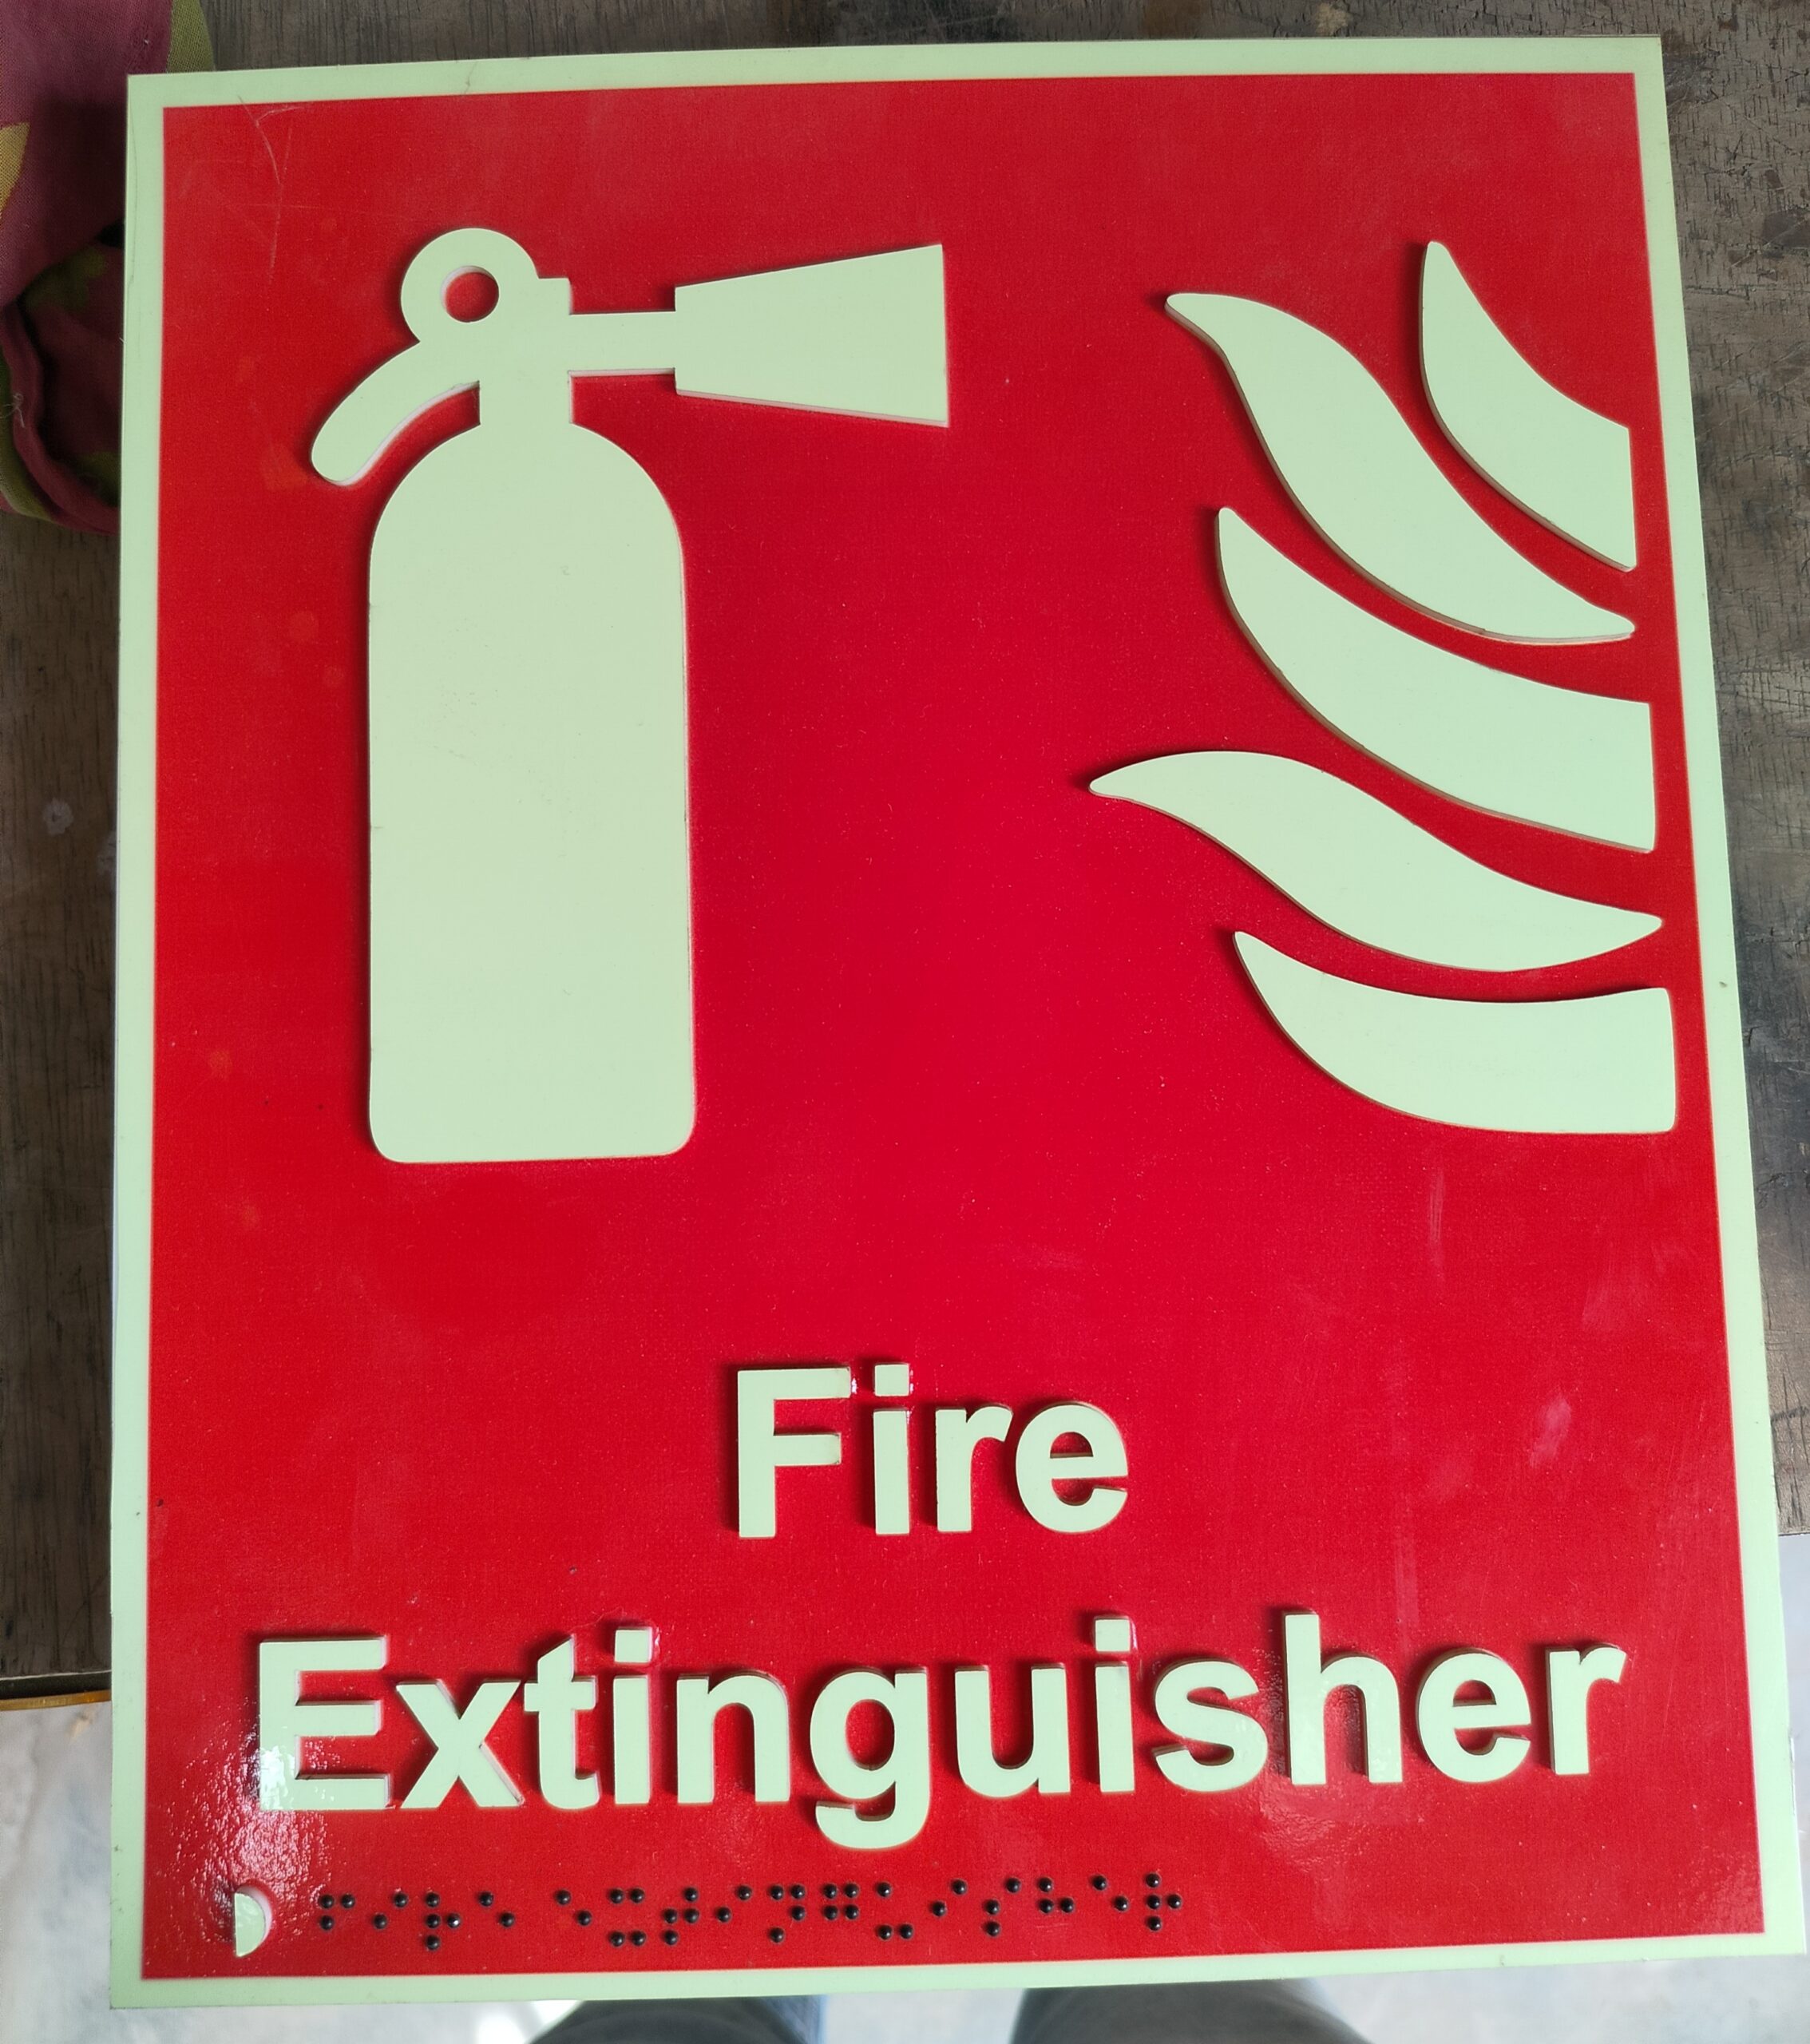 Fire
Extinguisher
⠋⠊⠗⠑ ⠑⠭⠞⠊⠝⠛⠥⠊⠎⠓⠑⠗